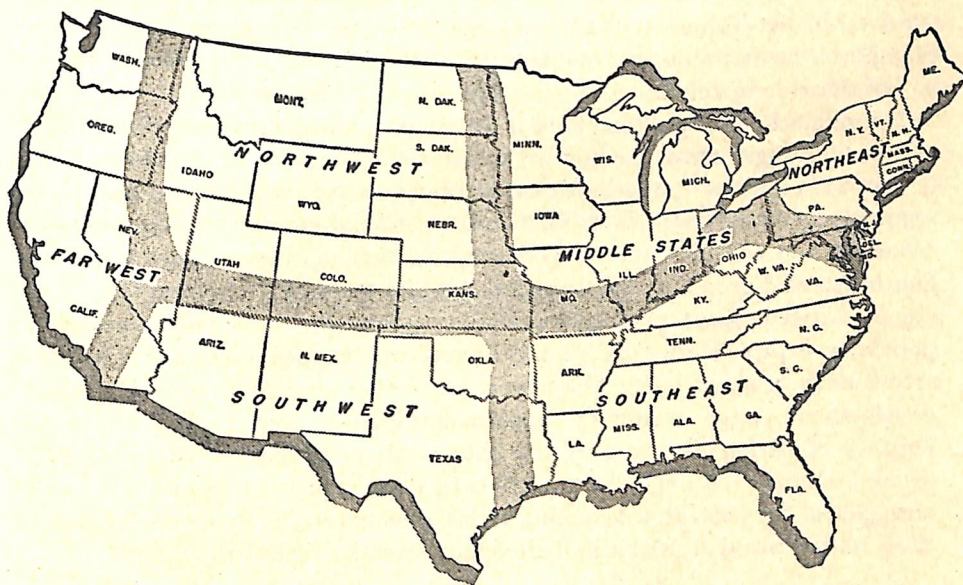 WASH.
MONT.
N. DAK.
MINN.
ME.
OREG.
S. DAK.
WIS.
N.Y.
VT.
N.H.
MASS.
CONN.
NORTHEAST
NORTHWEST
IDAHO
MICH.
WYO.
NEBR.
IOWA
PA.
NEV.
MIDDLE STATES
FAR WEST
UTAH
COLO.
KANS.
MO.
ILL.
IND.
OHIO
W. VA.
VA.
DEL.
CALIF.
KY.
ARIZ.
N. MEX.
OKLA
ARK.
TENN.
N. C.
S. C.
SOUTHWEST
SOUTHEAST
TEXAS
LA.
MISS.
ALA.
GA.
FLA.